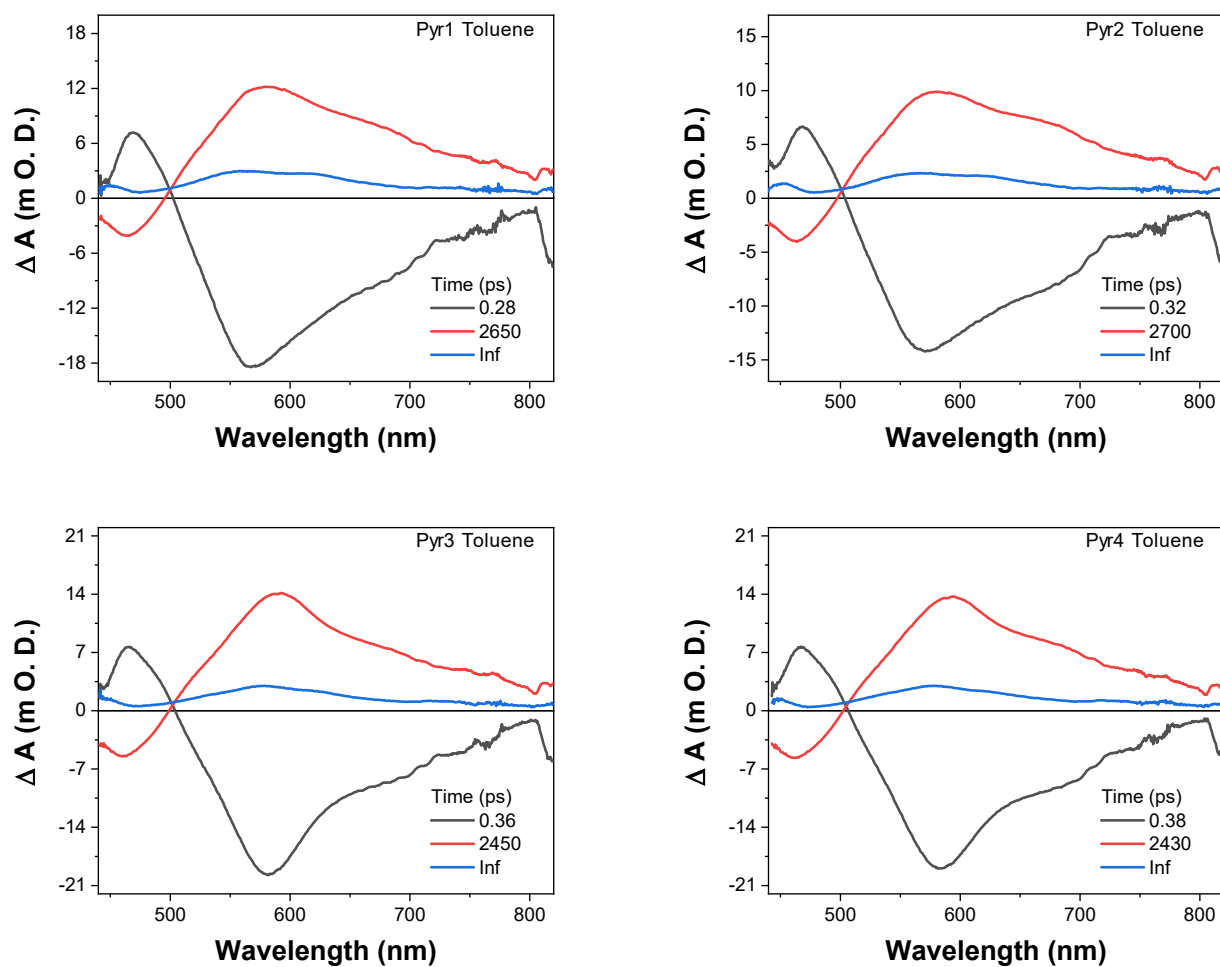 Pyr1 Toluene
18
12
6
0
-6
-12
-18
Δ A (m O. D.)
Time (ps)
0.28
2650
Inf
500 600 700 800
Wavelength (nm)
Pyr2 Toluene
15
10
5
0
-5
-10
-15
Δ A (m O. D.)
Time (ps)
0.32
2700
Inf
500 600 700 800
Wavelength (nm)
Pyr3 Toluene
21
14
7
0
-7
-14
-21
Δ A (m O. D.)
Time (ps)
0.36
2450
Inf
500 600 700 800
Wavelength (nm)
Pyr4 Toluene
21
14
7
0
-7
-14
-21
Δ A (m O. D.)
Time (ps)
0.38
2430
Inf
500 600 700 800
Wavelength (nm)